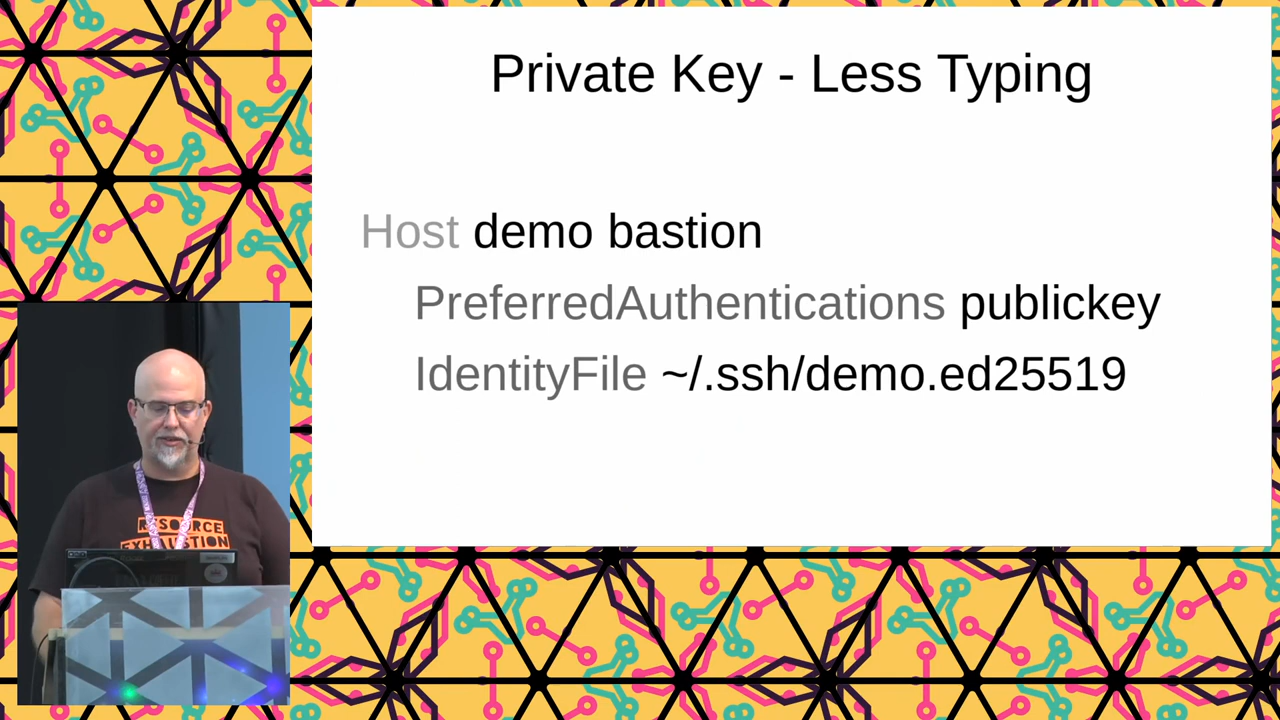 Private Key - Less Typing
Host demo bastion
PreferredAuthentications publickey
IdentityFile ~/.ssh/demo.ed25519
RESOURCE
EXHAUSTION